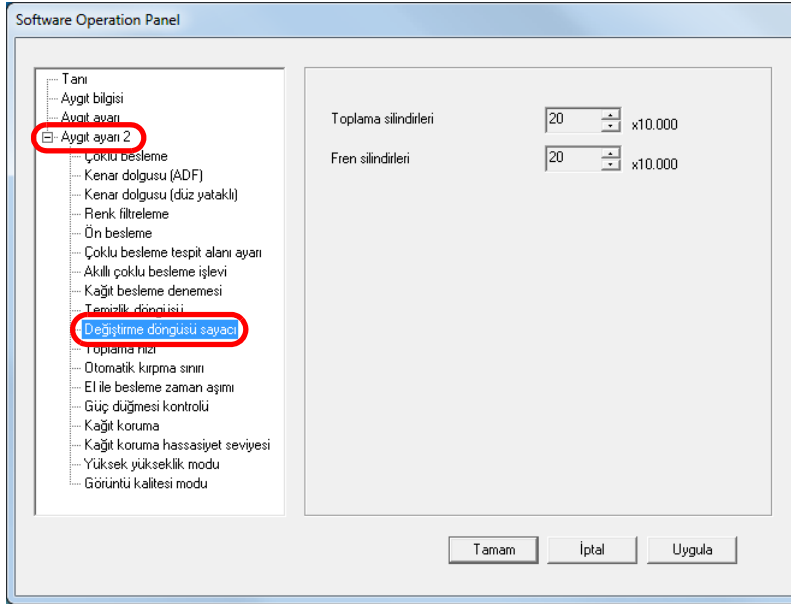 Software Operation Panel
Tanı
Aygıt bilgisi
Aygıt ayarı
Aygıt ayarı 2
Çoklu besleme
Kenar dolgusu (ADF)
Kenar dolgusu (düz yataklı)
Renk filtreleme
Ön besleme
Çoklu besleme tespit alanı ayarı
Akıllı çoklu besleme işlevi
Kağıt besleme denemesi
Temizlik döngüsü
Değiştirme döngüsü sayacı
Toplama hızı
Otomatik kırpma sınırı
El ile besleme zaman aşımı
Güç düğmesi kontrolü
Kağıt koruma
Kağıt koruma hassasiyet seviyesi
Yüksek yükseklik modu
Görüntü kalitesi modu
Toplama silindirleri 20 x10.000
Fren silindirleri 20 x10.000
Tamam İptal Uygula